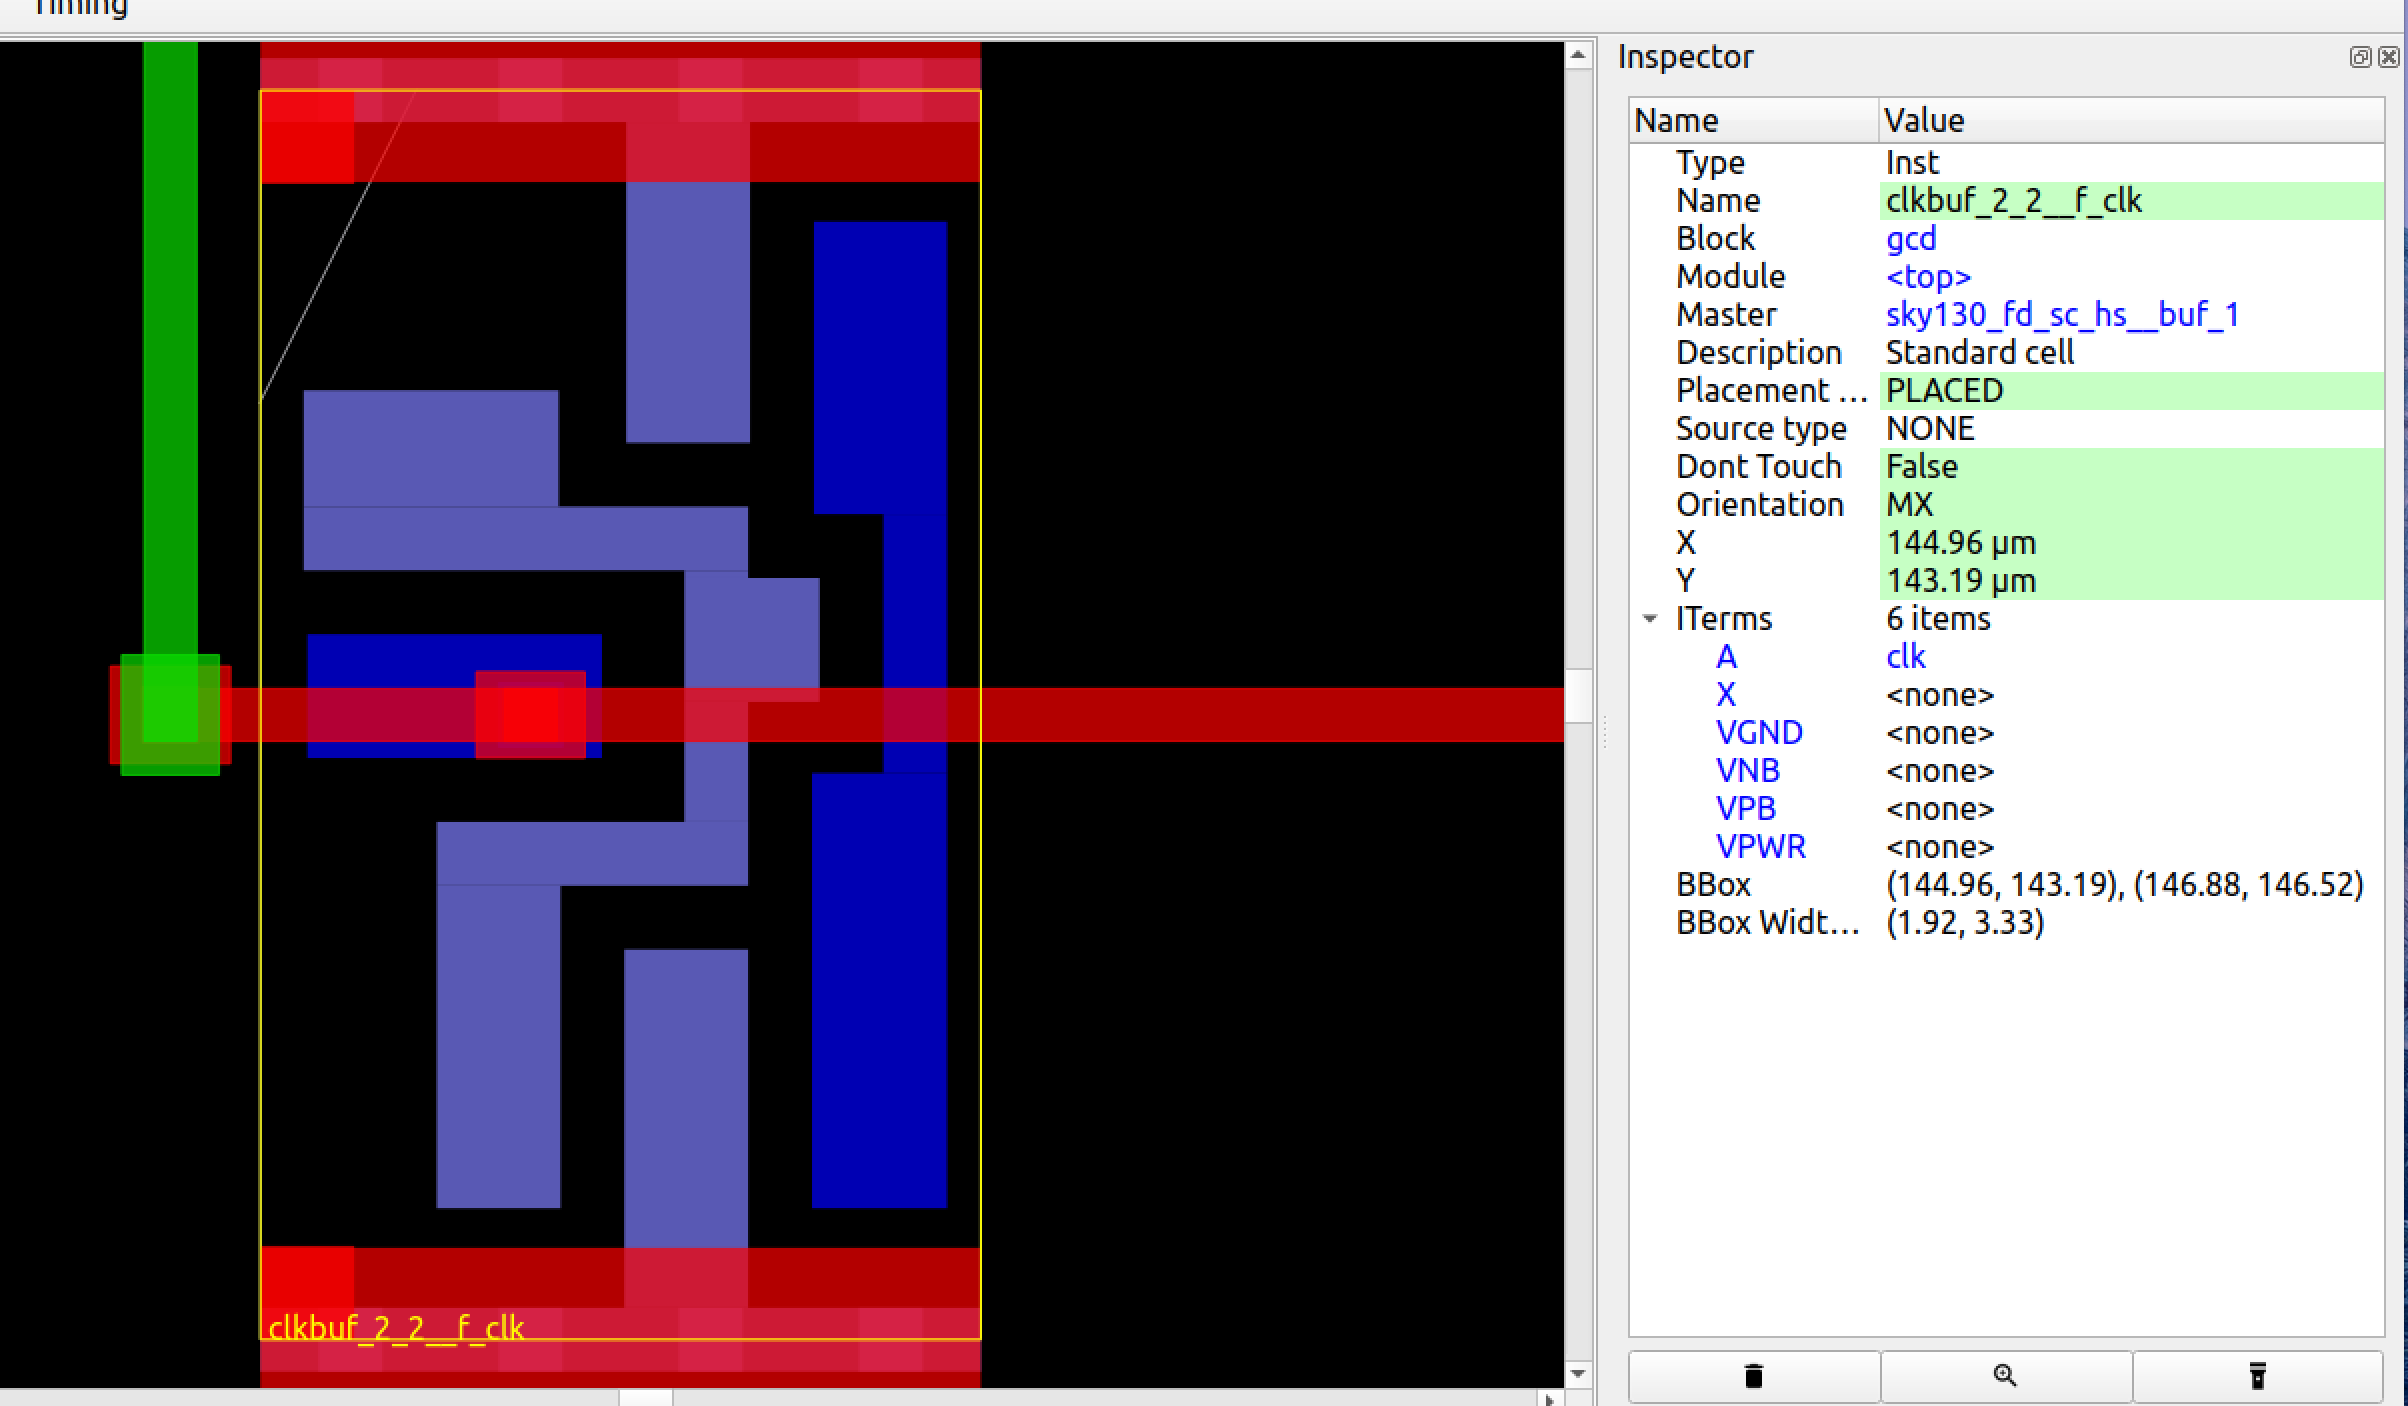 Timing
Inspector
Name Value
Type Inst
Name clkbuf_2_2__f_clk
Block gcd
Module <top>
Master sky130_fd_sc_hs__buf_1
Description Standard cell
Placement ... PLACED
Source type NONE
Dont Touch False
Orientation MX
X 144.96 µm
Y 143.19 µm
ITerms 6 items
A clk
X <none>
VGND <none>
VNB <none>
VPB <none>
VPWR <none>
BBox (144.96, 143.19), (146.88, 146.52)
BBox Widt... (1.92, 3.33)
clkbuf_2_2__f_clk